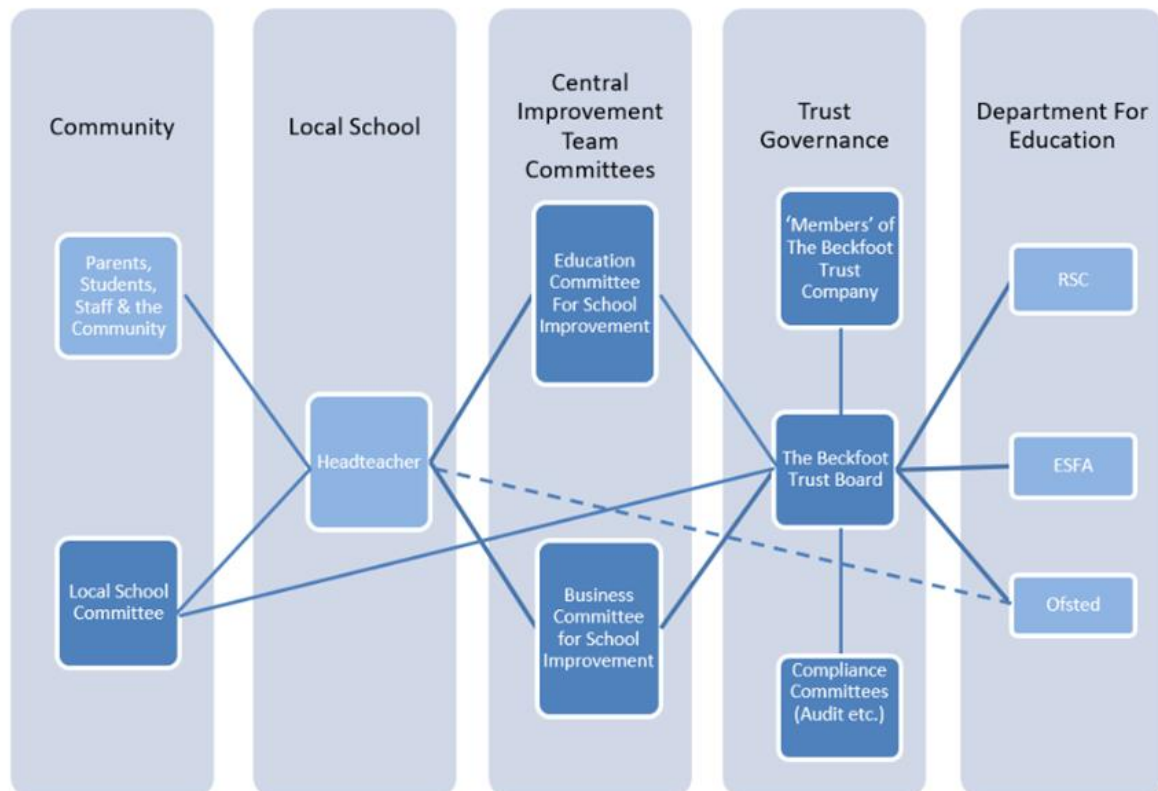 Community
Parents,
Students,
Staff & the
Community
Local School
Committee
Local School
Headteacher
Central
Improvement
Team
Committees
Education
Committee
For School
Improvement
Business
Committee
for School
Improvement
Trust
Governance
‘Members’ of
The Beckfoot
Trust
Company
The Beckfoot
Trust Board
Compliance
Committees
(Audit etc.)
Department For
Education
RSC
ESFA
Ofsted